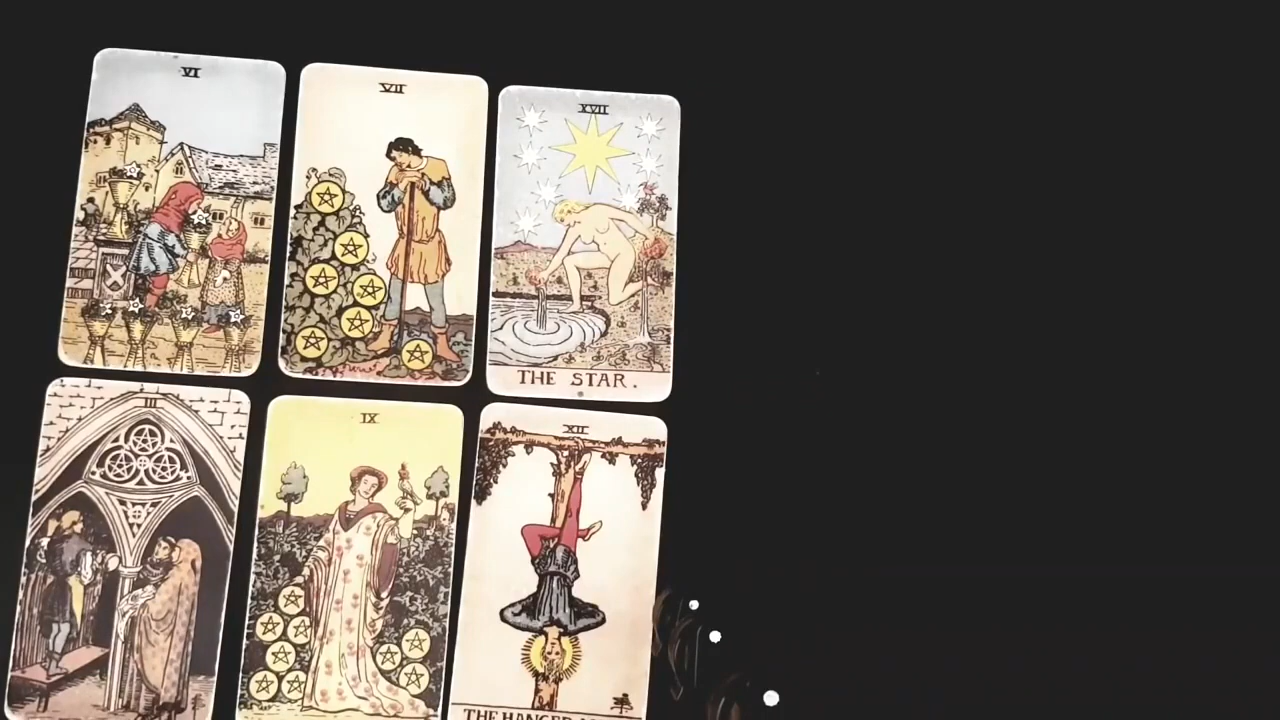 VI
VII
XVII
THE STAR.
III
IX
XII
THE HANGED